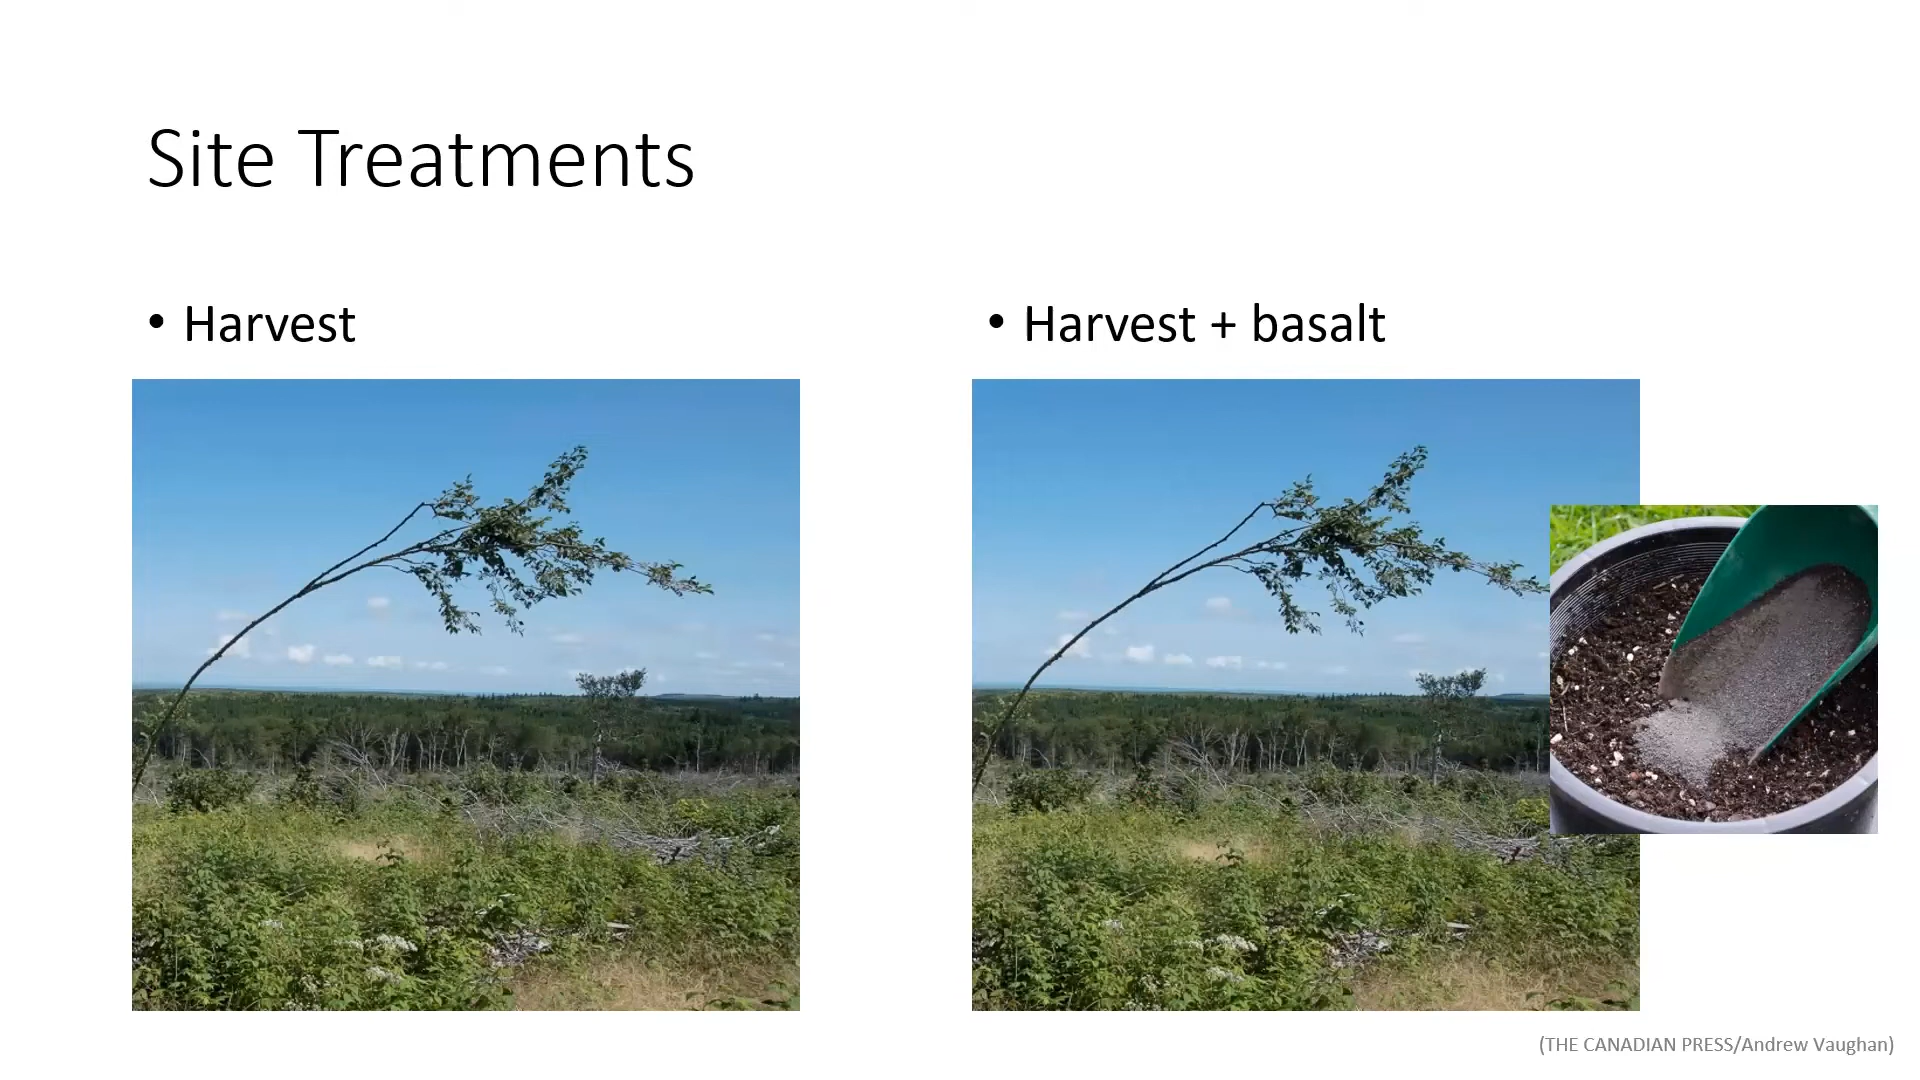 Site Treatments
• Harvest
• Harvest + basalt
(THE CANADIAN PRESS/Andrew Vaughan)